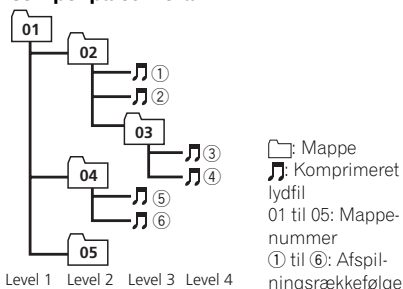 01
02
①
②
03
③
④
04
⑤
⑥
05
Level 1 Level 2 Level 3 Level 4
: Mappe
: Komprimeret
lydfil
01 til 05: Mappe-
nummer
① til ⑥: Afspil-
ningsrækkefølge